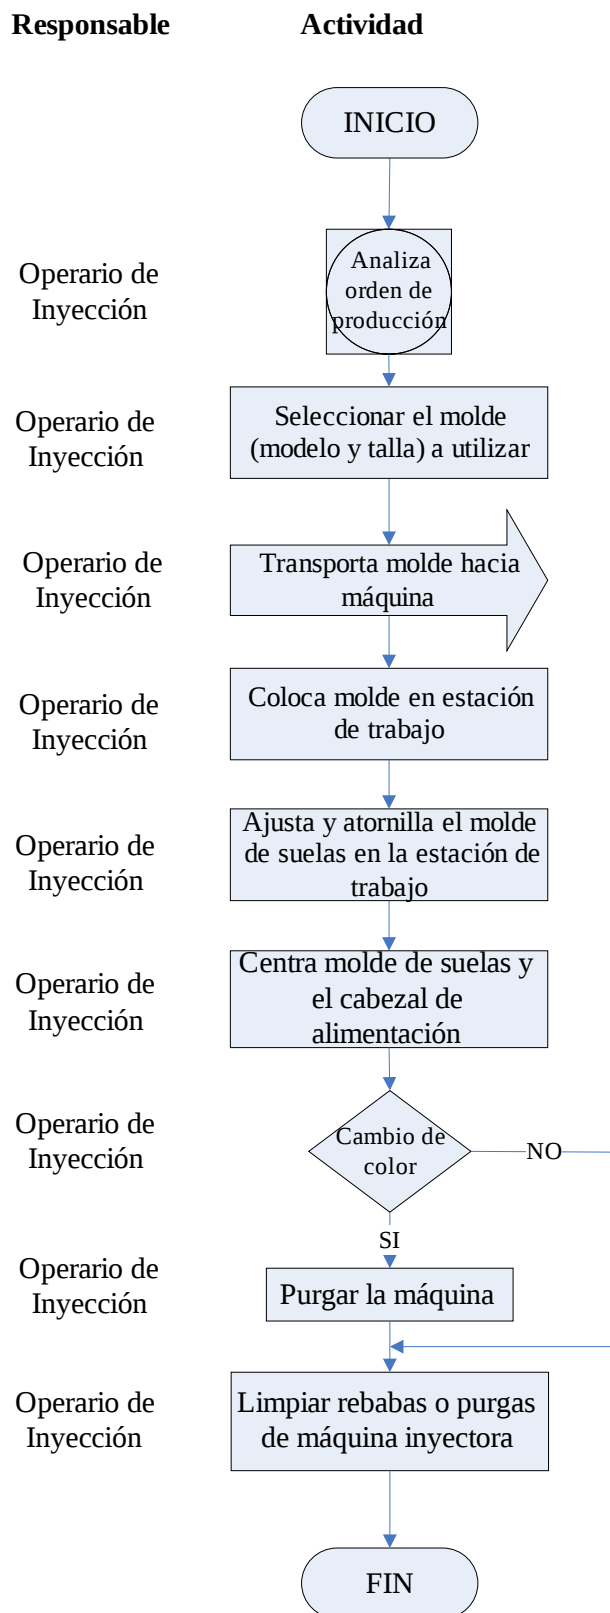 Responsable Actividad
INICIO
Operario de
Inyección
Analiza
orden de
producción
Operario de
Inyección
Seleccionar el molde
(modelo y talla) a utilizar
Operario de
Inyección
Transporta molde hacia
máquina
Operario de
Inyección
Coloca molde en estación
de trabajo
Operario de
Inyección
Ajusta y atornilla el molde
de suelas en la estación de
trabajo
Operario de
Inyección
Centra molde de suelas y
el cabezal de
alimentación
Operario de
Inyección
Cambio de
color
NO
SI
Operario de
Inyección
Purgar la máquina
Operario de
Inyección
Limpiar rebabas o purgas
de máquina inyectora
FIN